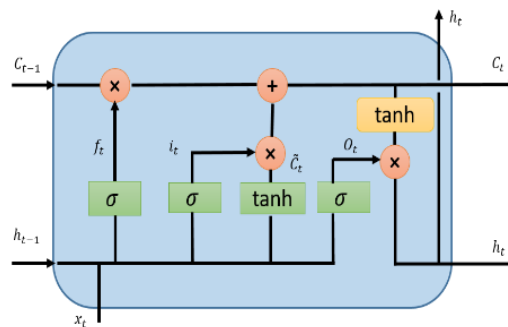 h_t
C_{t-1}
×
+
C_t
tanh
f_t
i_t
×
C̃_t
O_t
×
σ
σ
tanh
σ
h_{t-1}
h_t
x_t